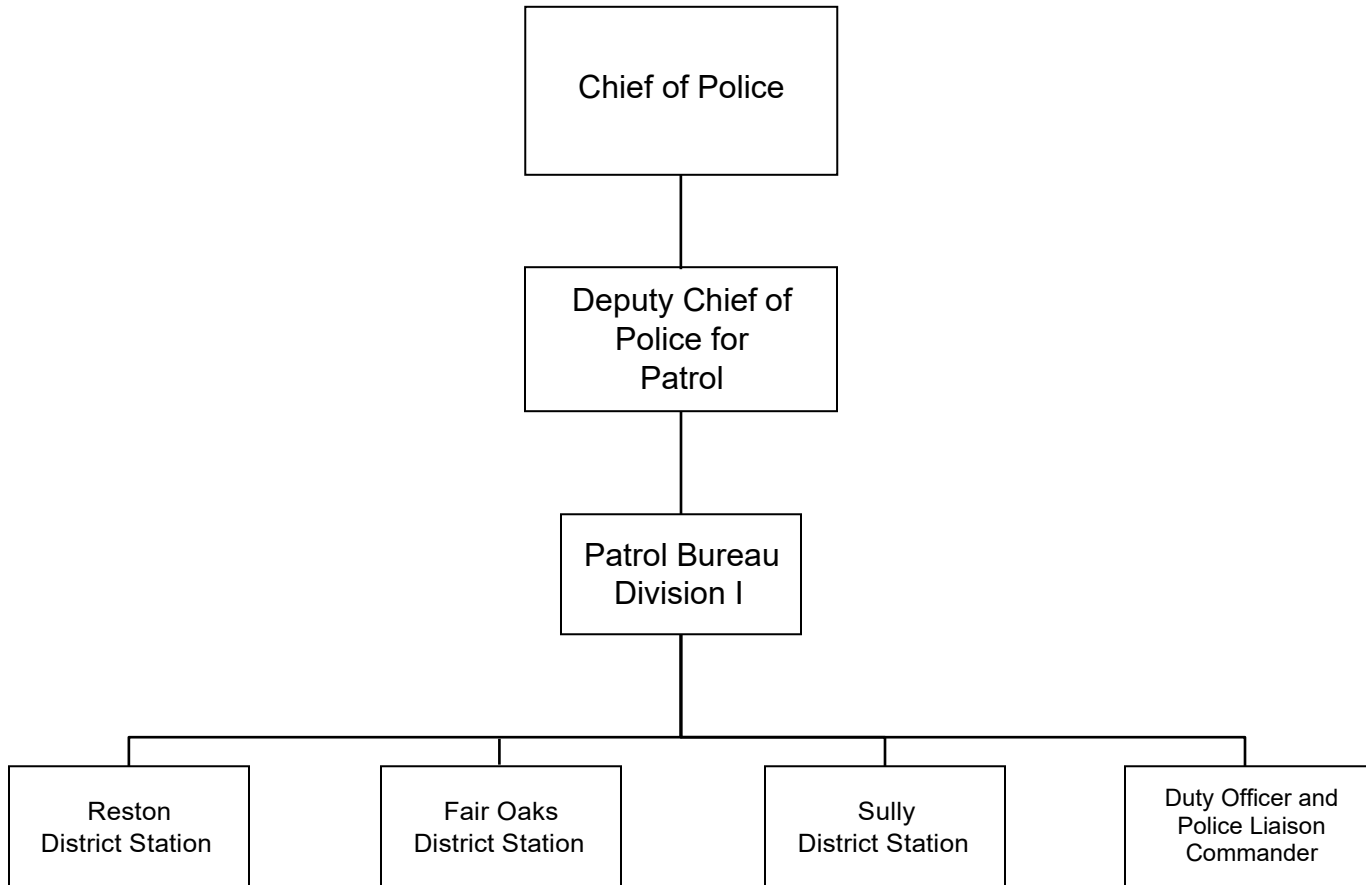 Chief of Police
Deputy Chief of
Police for
Patrol
Patrol Bureau
Division I
Reston
District Station
Fair Oaks
District Station
Sully
District Station
Duty Officer and
Police Liaison
Commander